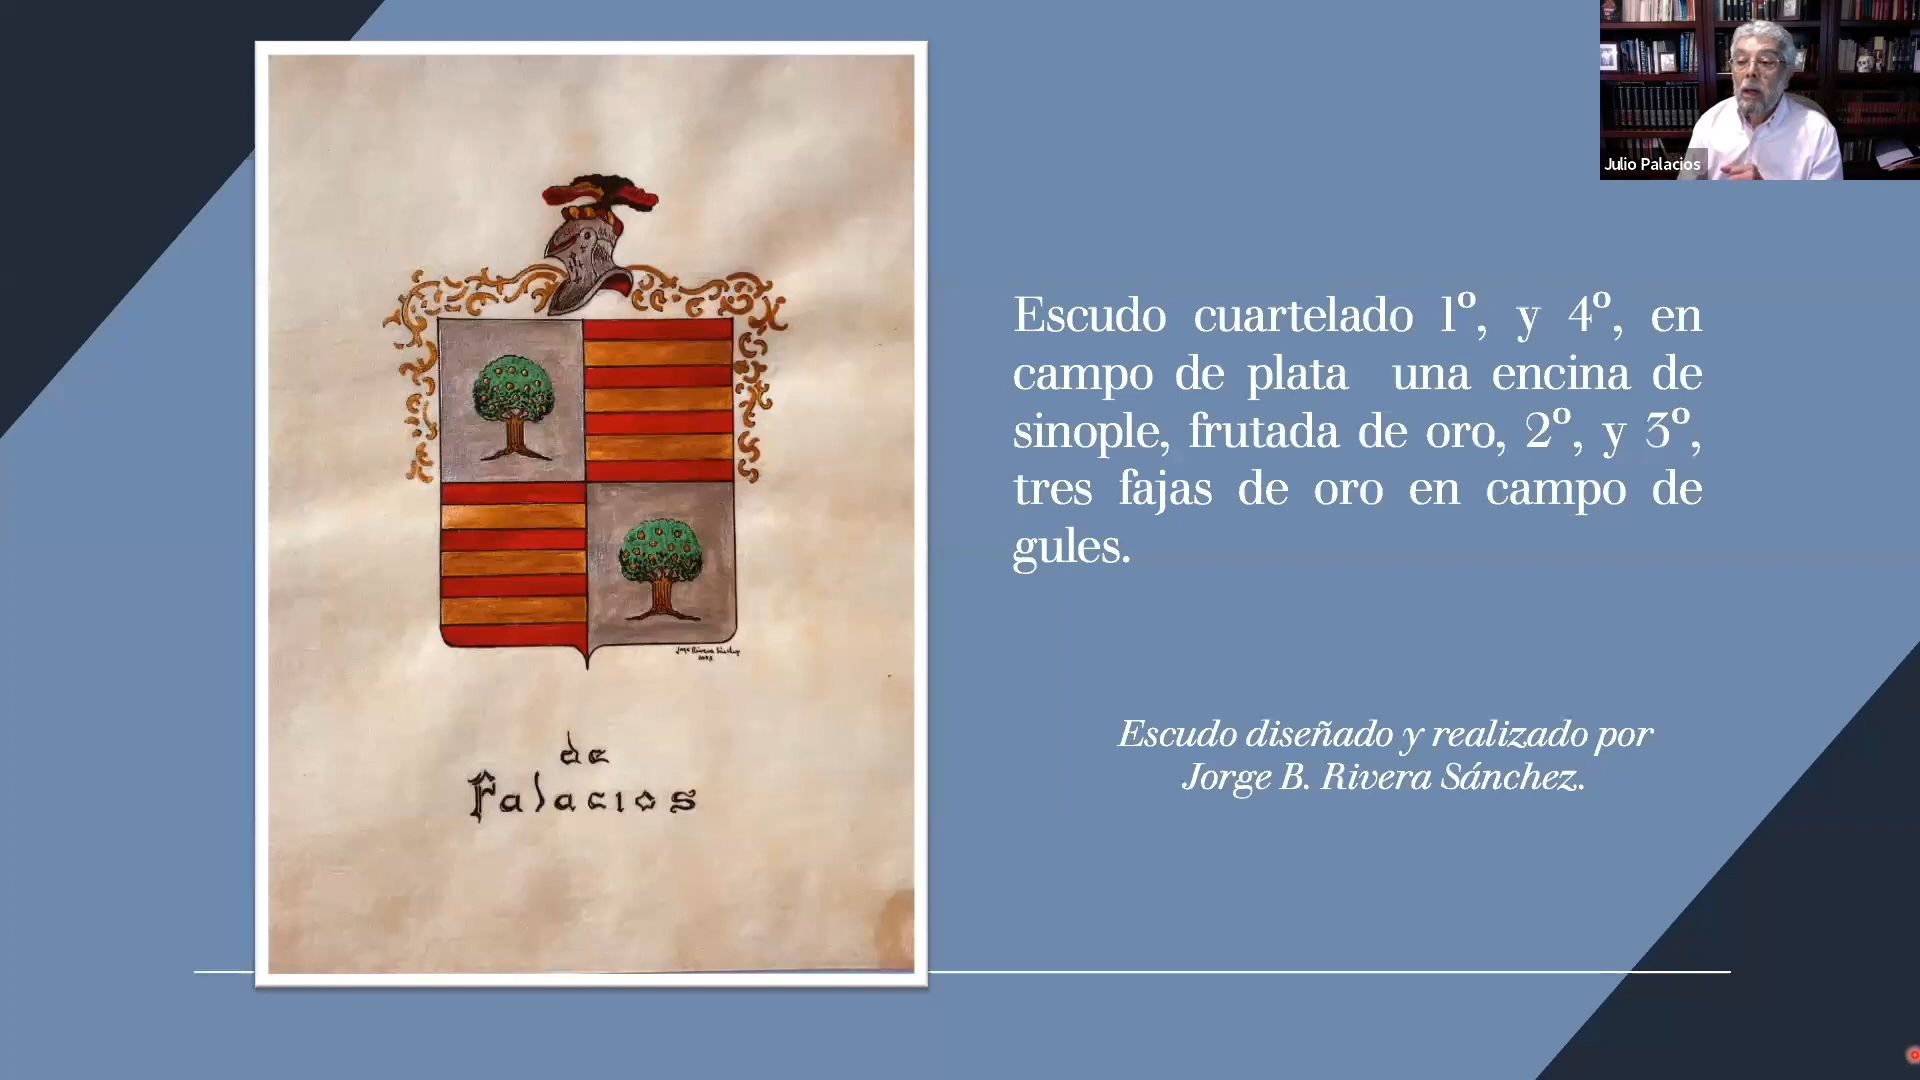 Julio Palacios
Escudo cuartelado 1º, y 4º, en
campo de plata una encina de
sinople, frutada de oro, 2º, y 3º,
tres fajas de oro en campo de
gules.
de
Palacios
Escudo diseñado y realizado por
Jorge B. Rivera Sánchez.